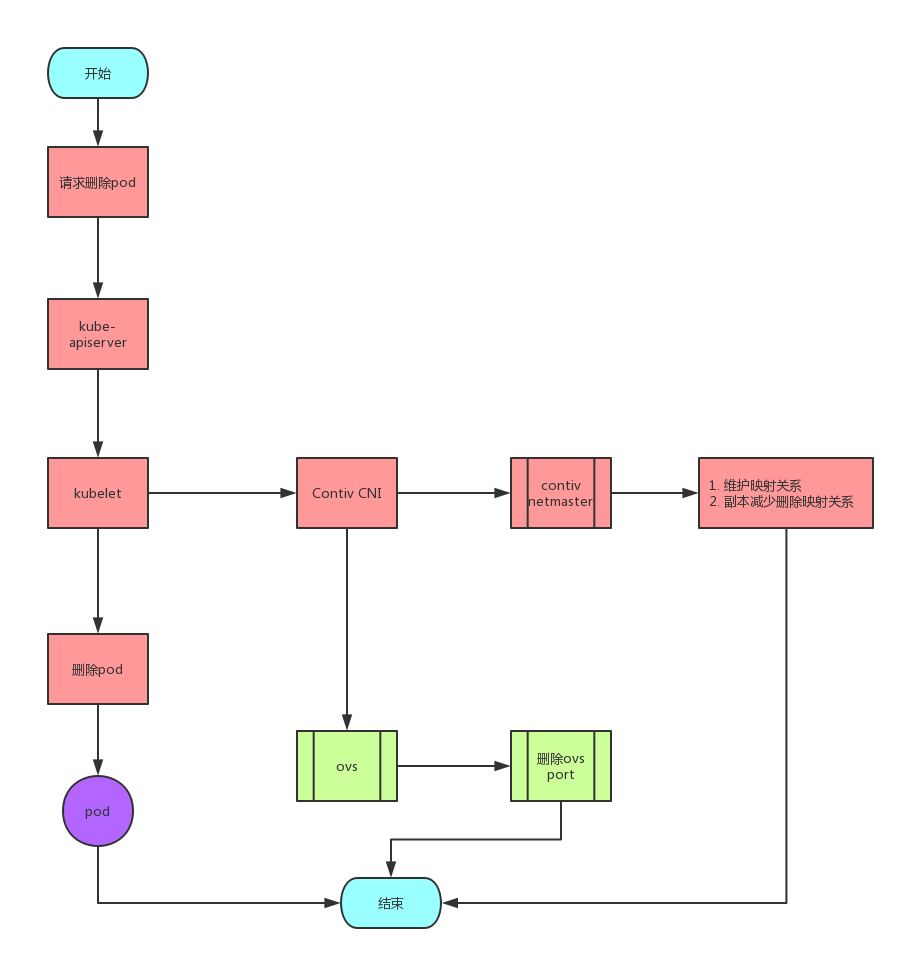 开始
请求删除pod
kube-
apiserver
kubelet
Contiv CNI
contiv
netmaster
1. 维护映射关系
2. 副本减少删除映射关系
删除pod
ovs
删除ovs
port
pod
结束